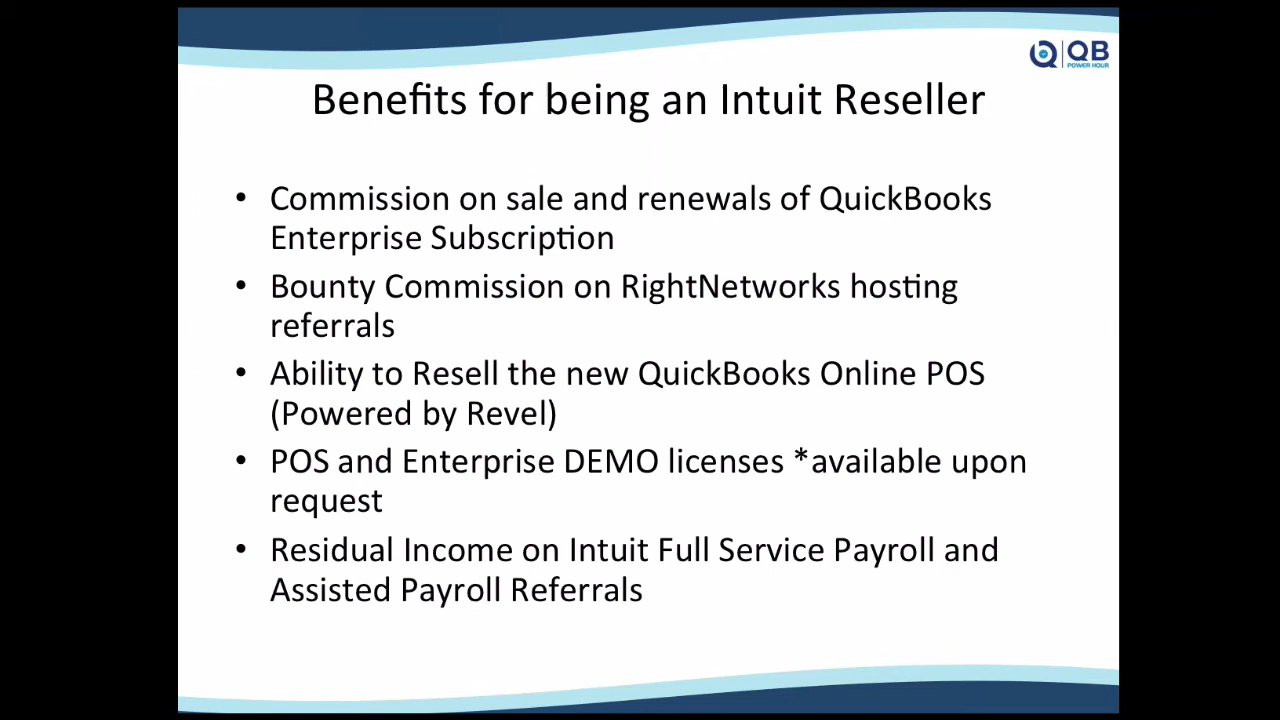 QB
POWER HOUR
Benefits for being an Intuit Reseller
• Commission on sale and renewals of QuickBooks
Enterprise Subscription
• Bounty Commission on RightNetworks hosting
referrals
• Ability to Resell the new QuickBooks Online POS
(Powered by Revel)
• POS and Enterprise DEMO licenses *available upon
request
• Residual Income on Intuit Full Service Payroll and
Assisted Payroll Referrals